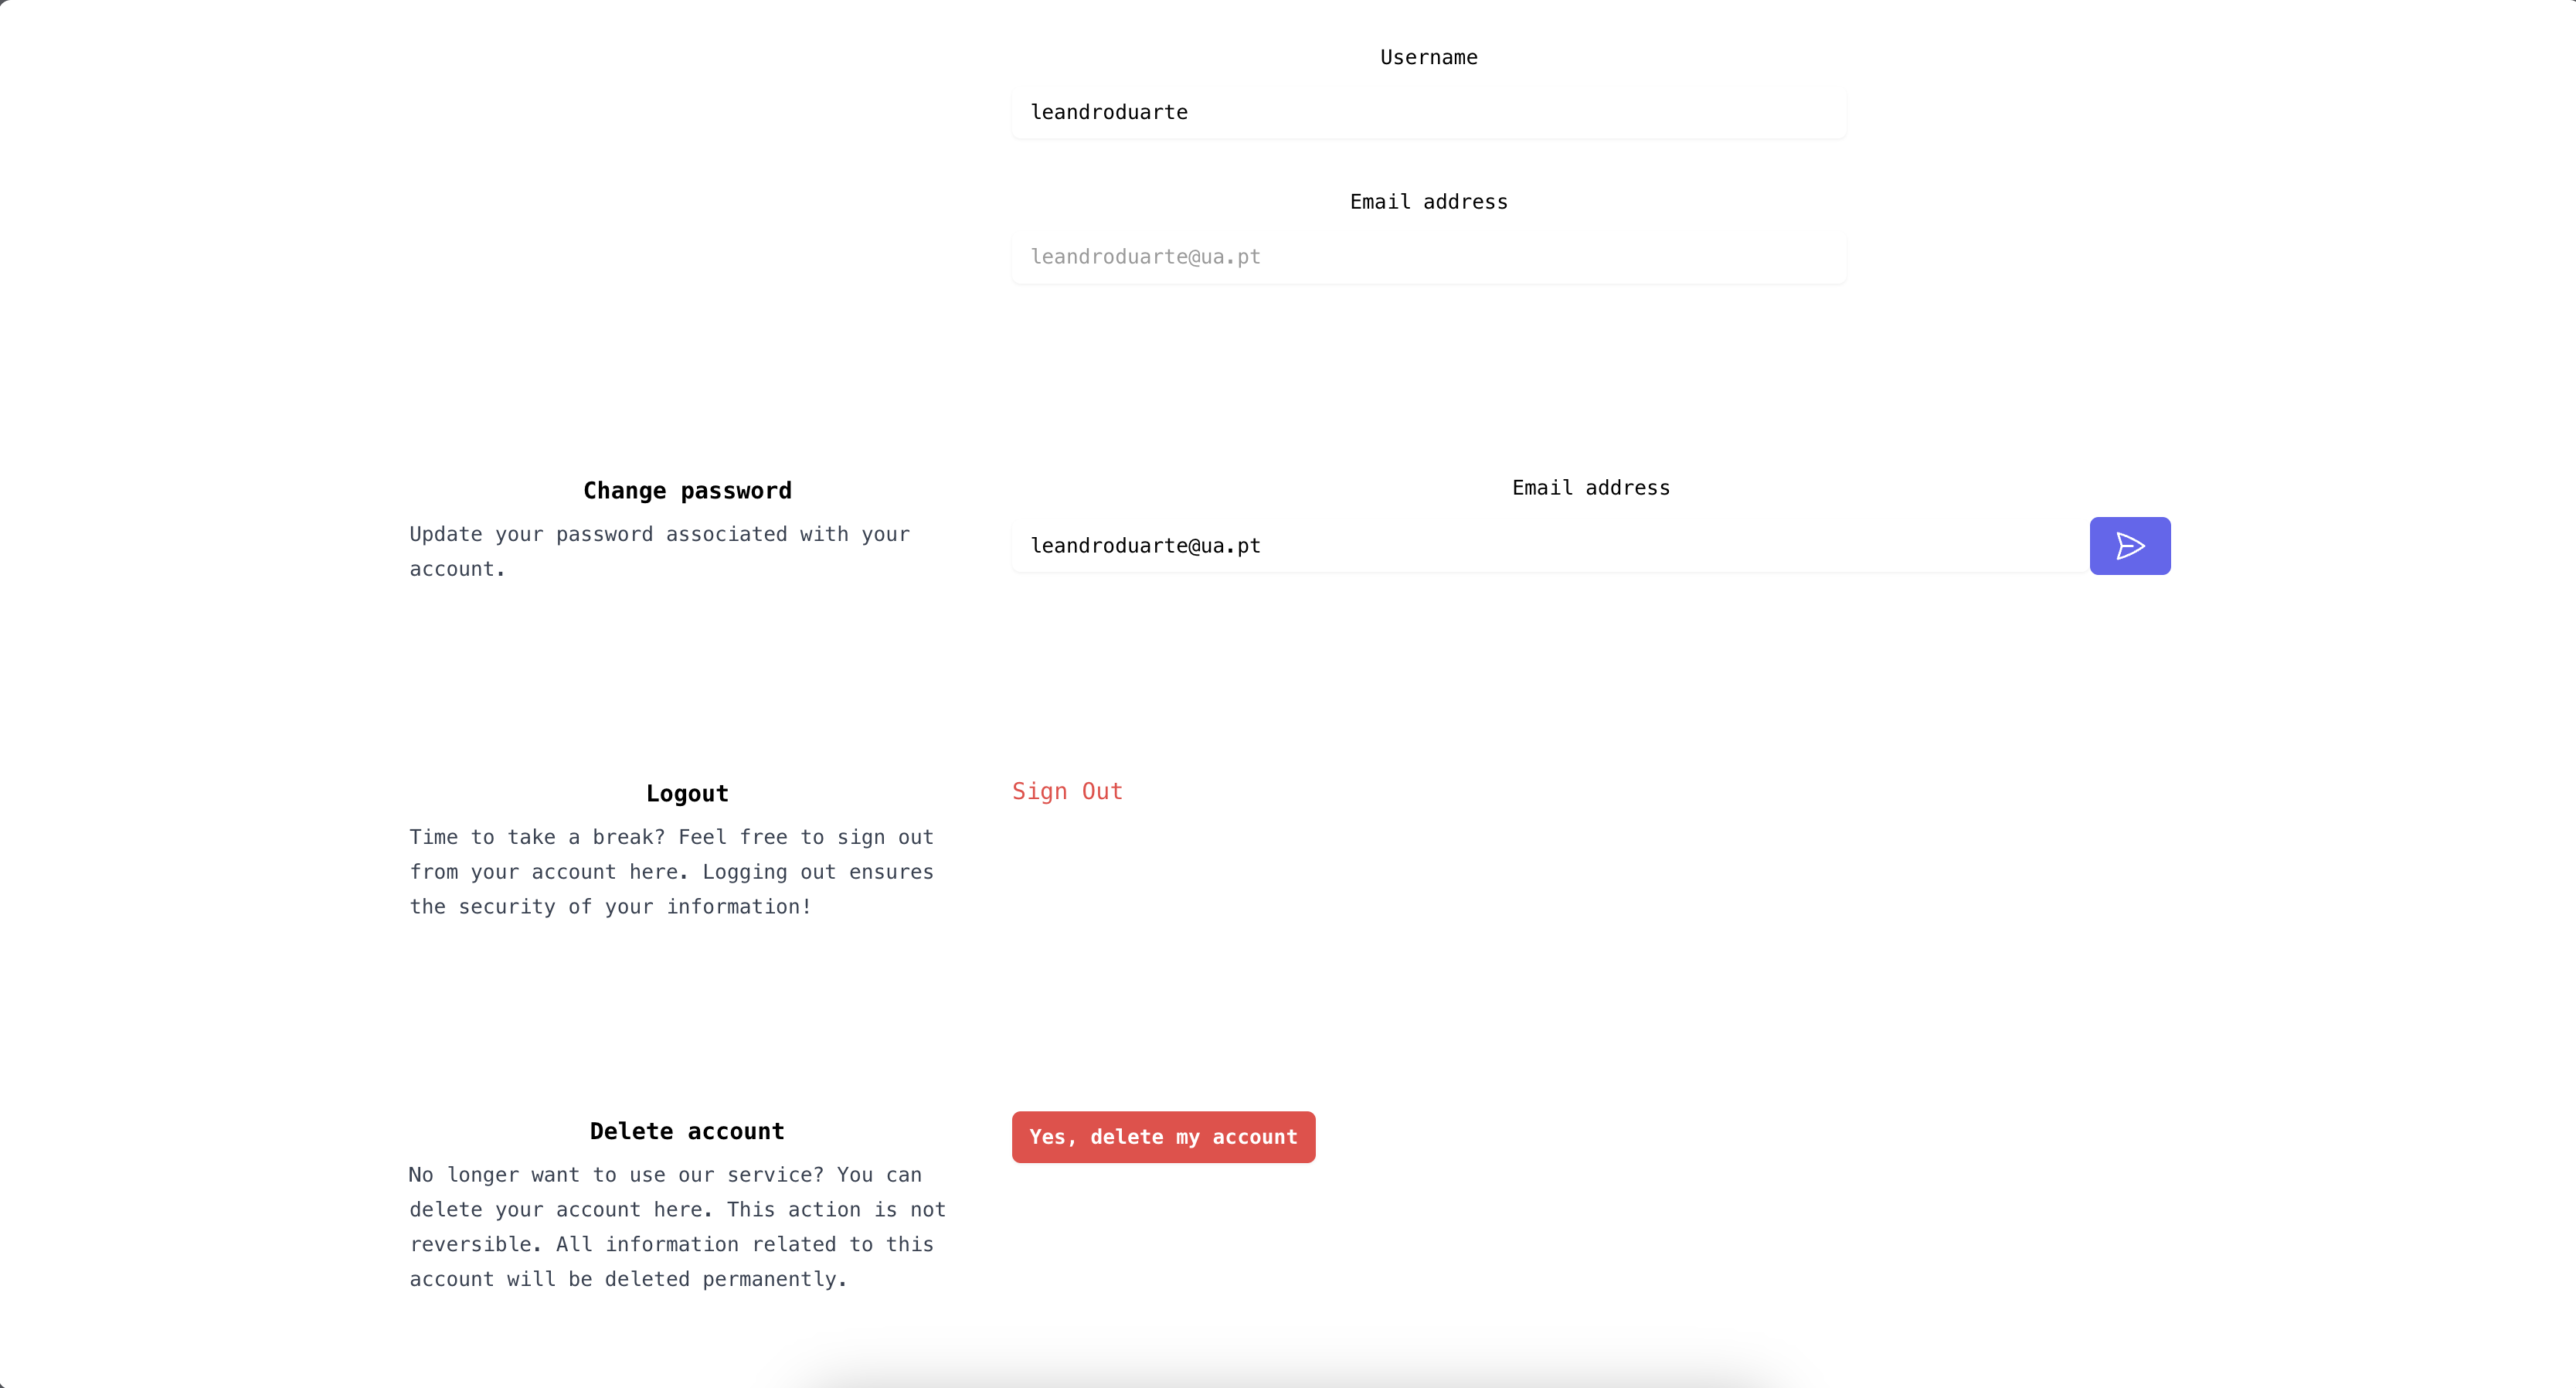 Username
leandroduarte
Email address
leandroduarte@ua.pt
Change password
Update your password associated with your
account.
Email address
leandroduarte@ua.pt
Logout
Time to take a break? Feel free to sign out
from your account here. Logging out ensures
the security of your information!
Sign Out
Delete account
No longer want to use our service? You can
delete your account here. This action is not
reversible. All information related to this
account will be deleted permanently.
Yes, delete my account